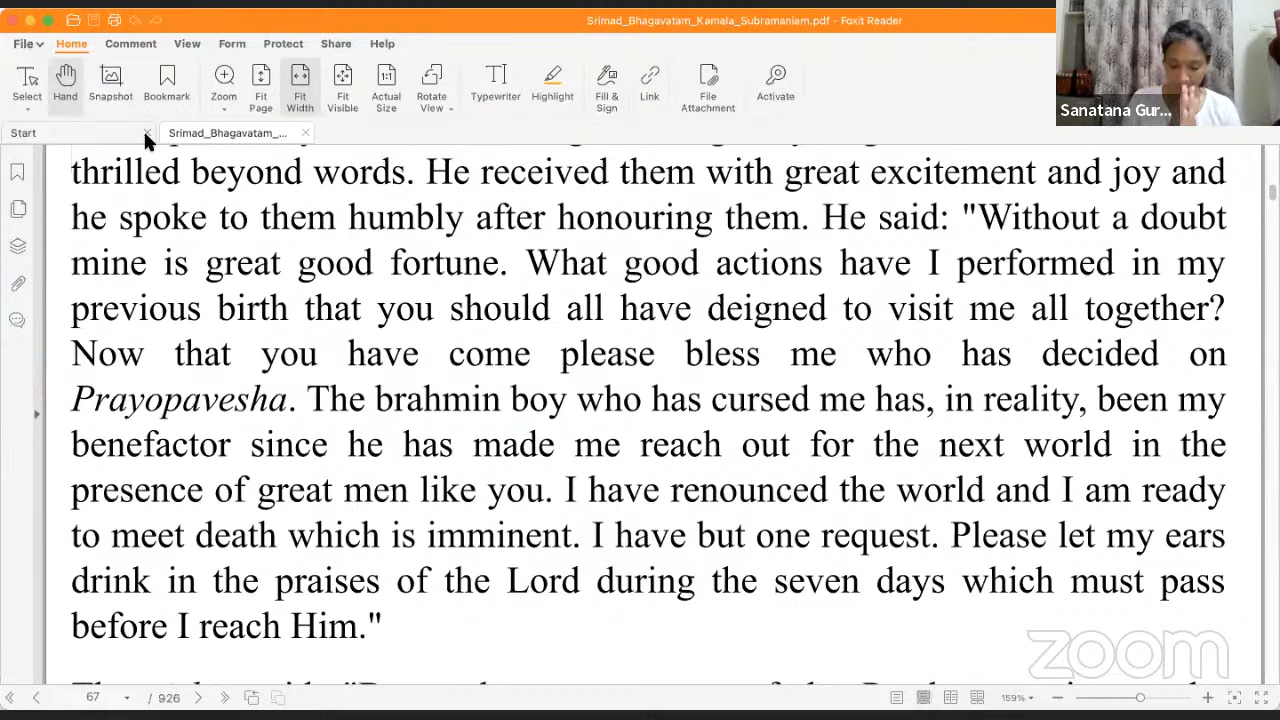 Srimad_Bhagavatam_Kamala_Subramaniam.pdf - Foxit Reader
File Home Comment View Form Protect Share Help
Select Hand Snapshot Bookmark Zoom Fit Page Fit Width Fit Visible Actual Size Rotate View Typewriter Highlight Fill & Sign Link File Attachment Activate
Sanatana Gur...
Start Srimad_Bhagavatam_...
thrilled beyond words. He received them with great excitement and joy and
he spoke to them humbly after honouring them. He said: "Without a doubt
mine is great good fortune. What good actions have I performed in my
previous birth that you should all have deigned to visit me all together?
Now that you have come please bless me who has decided on
Prayopavesha. The brahmin boy who has cursed me has, in reality, been my
benefactor since he has made me reach out for the next world in the
presence of great men like you. I have renounced the world and I am ready
to meet death which is imminent. I have but one request. Please let my ears
drink in the praises of the Lord during the seven days which must pass
before I reach Him."
zoom
67 / 926 159%